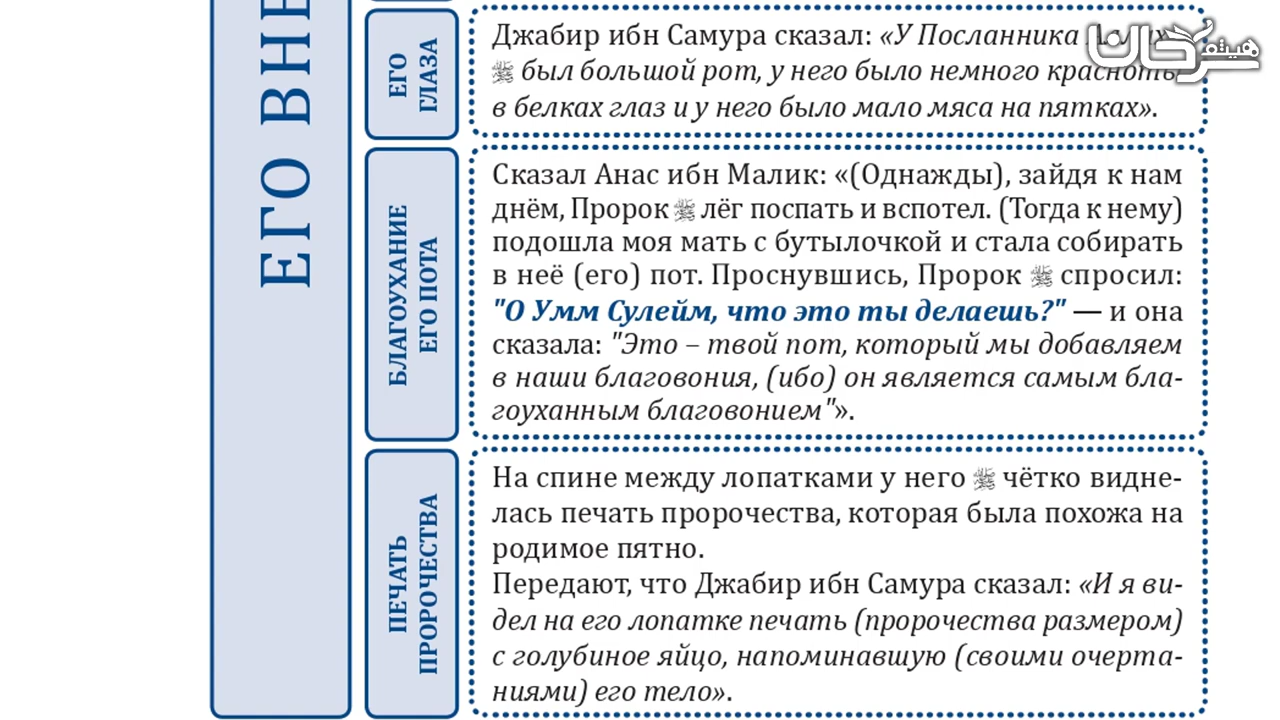 ЕГО ВНЕ
ЕГО
ГЛАЗА
Джабир ибн Самура сказал: «У Посланника
ﷺ был большой рот, у него было немного красноты
в белках глаз и у него было мало мяса на пятках».
БЛАГОУХАНИЕ
ЕГО ПОТА
Сказал Анас ибн Малик: «(Однажды), зайдя к нам
днём, Пророк ﷺ лёг поспать и вспотел. (Тогда к нему)
подошла моя мать с бутылочкой и стала собирать
в неё (его) пот. Проснувшись, Пророк ﷺ спросил:
"О Умм Сулейм, что это ты делаешь?" — и она
сказала: "Это – твой пот, который мы добавляем
в наши благовония, (ибо) он является самым бла-
гоуханным благовонием"».
ПЕЧАТЬ
ПРОРОЧЕСТВА
На спине между лопатками у него ﷺ чётко видне-
лась печать пророчества, которая была похожа на
родимое пятно.
Передают, что Джабир ибн Самура сказал: «И я ви-
дел на его лопатке печать (пророчества размером)
с голубиное яйцо, напоминавшую (своими очерта-
ниями) его тело».
هيثم
سرحان